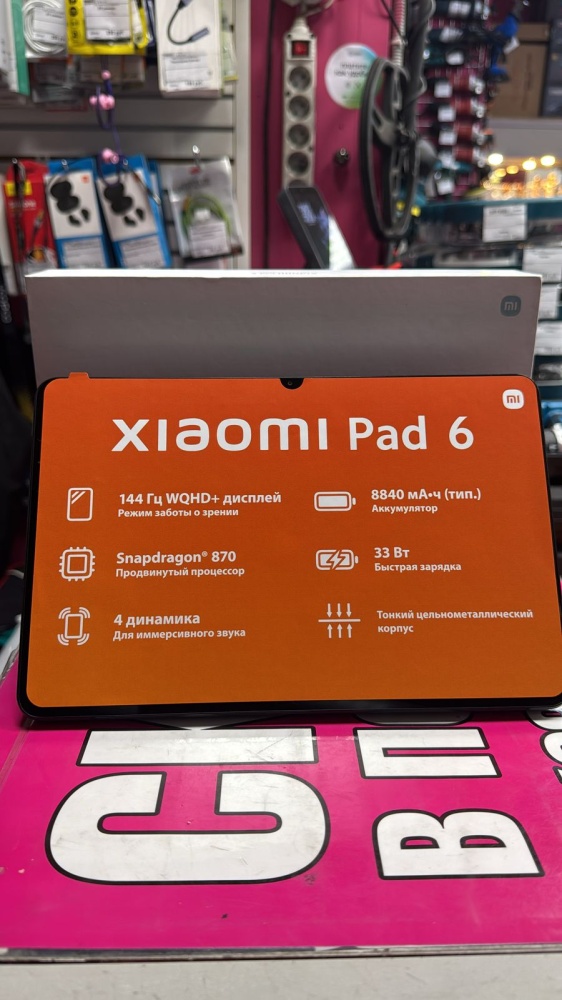 xiaomi Pad 6
mi
144 Гц WQHD+ дисплей
Режим заботы о зрении
8840 мА•ч (тип.)
Аккумулятор
Snapdragon® 870
Продвинутый процессор
33 Вт
Быстрая зарядка
4 динамика
Для иммерсивного звука
Тонкий цельнометаллический
корпус